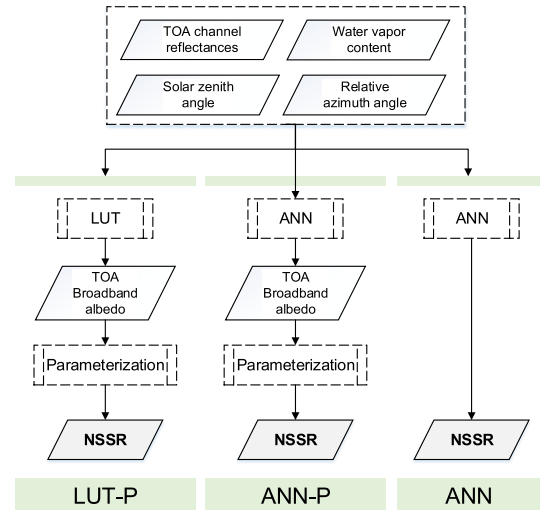 TOA channel
reflectances
Water vapor
content
Solar zenith
angle
Relative
azimuth angle
LUT
ANN
ANN
TOA
Broadband
albedo
TOA
Broadband
albedo
Parameterization
Parameterization
NSSR
NSSR
NSSR
LUT-P
ANN-P
ANN